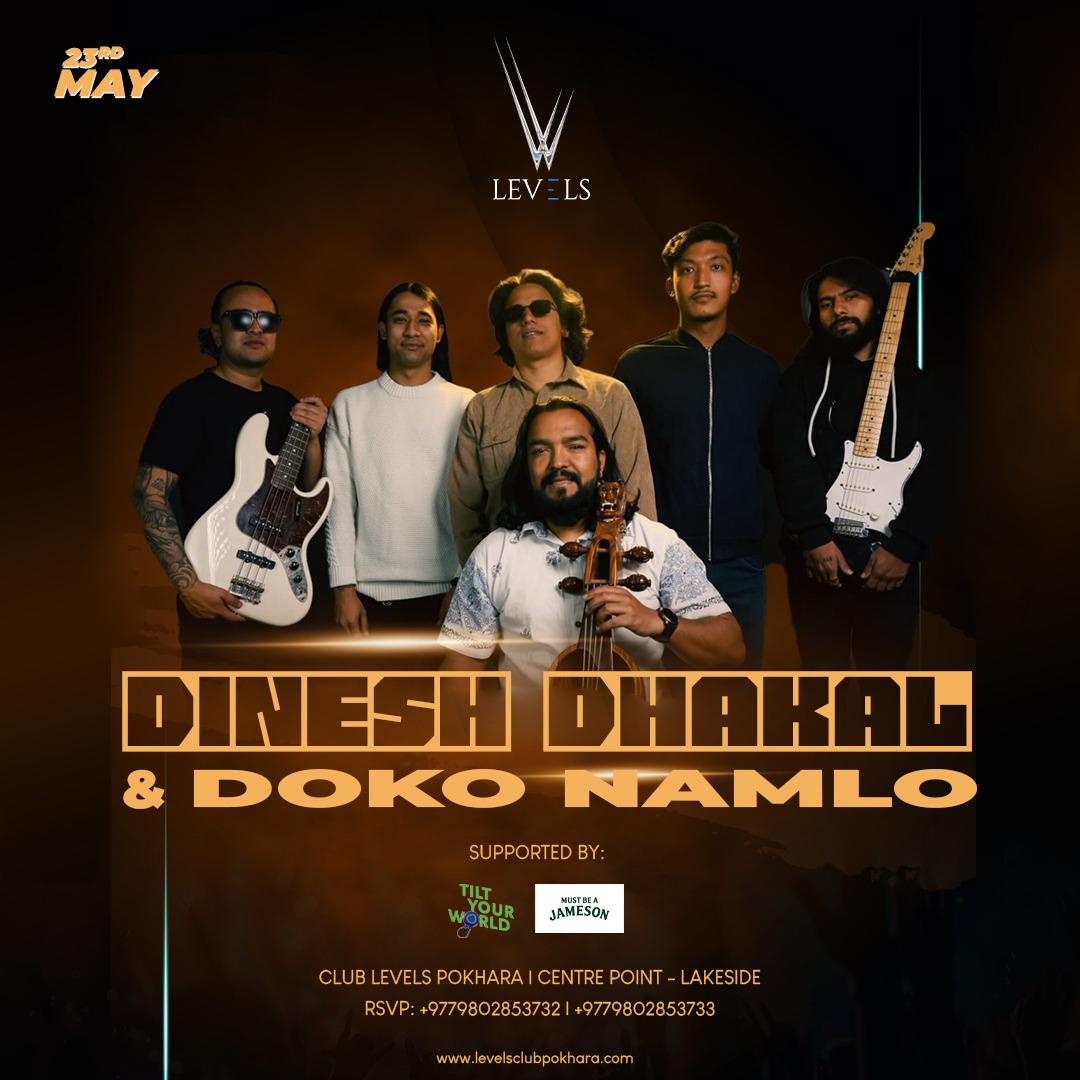 23RD
MAY
LEVELS
DINESH DHAKAL
& DOKO NAMLO
SUPPORTED BY:
TILT
YOUR
WORLD
MUST BE A
JAMESON
CLUB LEVELS POKHARA | CENTRE POINT - LAKESIDE
RSVP: +9779802853732 | +9779802853733
www.levelsclubpokhara.com